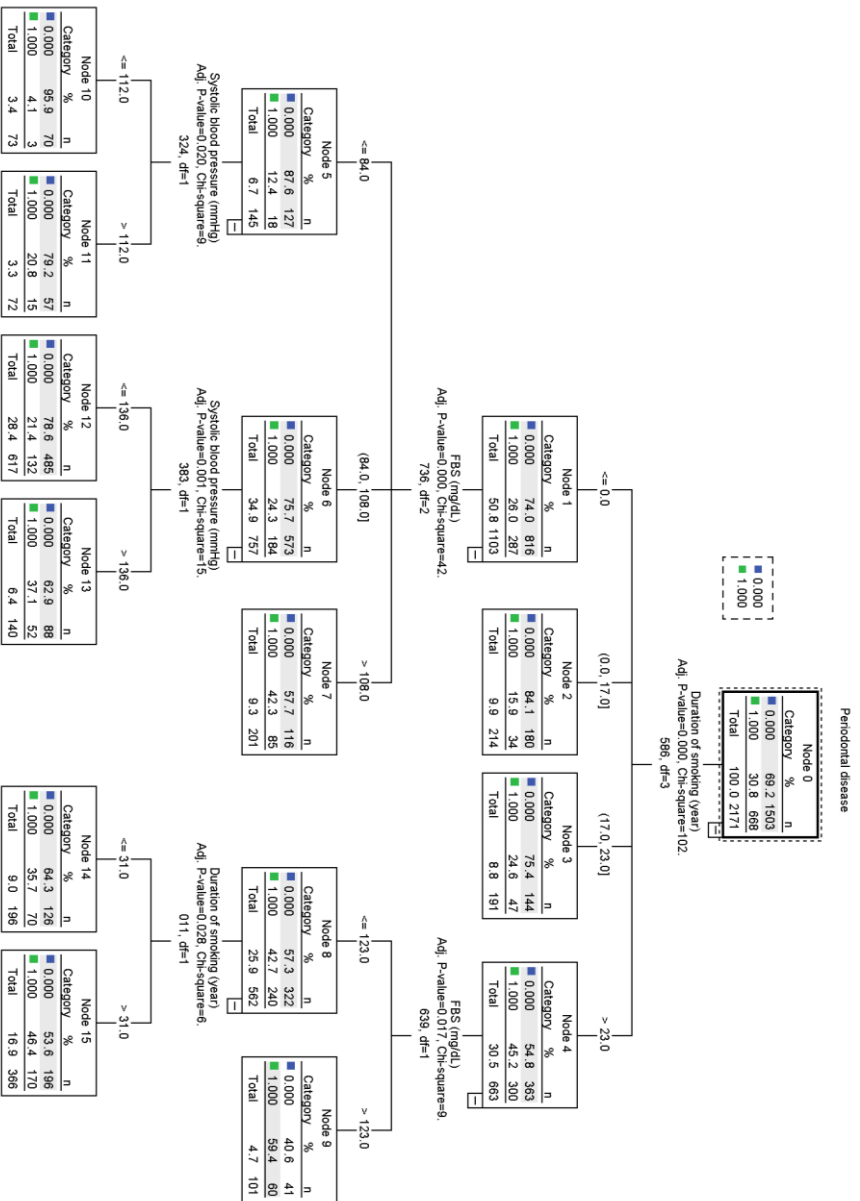 Periodontal disease
0.000
1.000
Node 0
Category % n
0.000 69.2 1503
1.000 30.8 668
Total 100.0 2171
Duration of smoking (year)
Adj. P-value=0.000, Chi-square=102.
586, df=3
<= 0.0
(0.0, 17.0]
(17.0, 23.0]
> 23.0
Node 1
Category % n
0.000 74.0 816
1.000 26.0 287
Total 50.8 1103
Node 2
Category % n
0.000 84.1 180
1.000 15.9 34
Total 9.9 214
Node 3
Category % n
0.000 75.4 144
1.000 24.6 47
Total 8.8 191
Node 4
Category % n
0.000 54.8 363
1.000 45.2 300
Total 30.5 663
FBS (mg/dL)
Adj. P-value=0.000, Chi-square=42.
736, df=2
FBS (mg/dL)
Adj. P-value=0.017, Chi-square=9.
639, df=1
<= 84.0
(84.0, 108.0]
> 108.0
<= 123.0
> 123.0
Node 5
Category % n
0.000 87.6 127
1.000 12.4 18
Total 6.7 145
Node 6
Category % n
0.000 75.7 573
1.000 24.3 184
Total 34.9 757
Node 7
Category % n
0.000 57.7 116
1.000 42.3 85
Total 9.3 201
Node 8
Category % n
0.000 57.3 322
1.000 42.7 240
Total 25.9 562
Node 9
Category % n
0.000 40.6 41
1.000 59.4 60
Total 4.7 101
Systolic blood pressure (mmHg)
Adj. P-value=0.020, Chi-square=9.
324, df=1
Systolic blood pressure (mmHg)
Adj. P-value=0.001, Chi-square=15.
383, df=1
Duration of smoking (year)
Adj. P-value=0.028, Chi-square=6.
011, df=1
<= 112.0
> 112.0
<= 136.0
> 136.0
<= 31.0
> 31.0
Node 10
Category % n
0.000 95.9 70
1.000 4.1 3
Total 3.4 73
Node 11
Category % n
0.000 79.2 57
1.000 20.8 15
Total 3.3 72
Node 12
Category % n
0.000 78.6 485
1.000 21.4 132
Total 28.4 617
Node 13
Category % n
0.000 62.9 88
1.000 37.1 52
Total 6.4 140
Node 14
Category % n
0.000 64.3 126
1.000 35.7 70
Total 9.0 196
Node 15
Category % n
0.000 53.6 196
1.000 46.4 170
Total 16.9 366